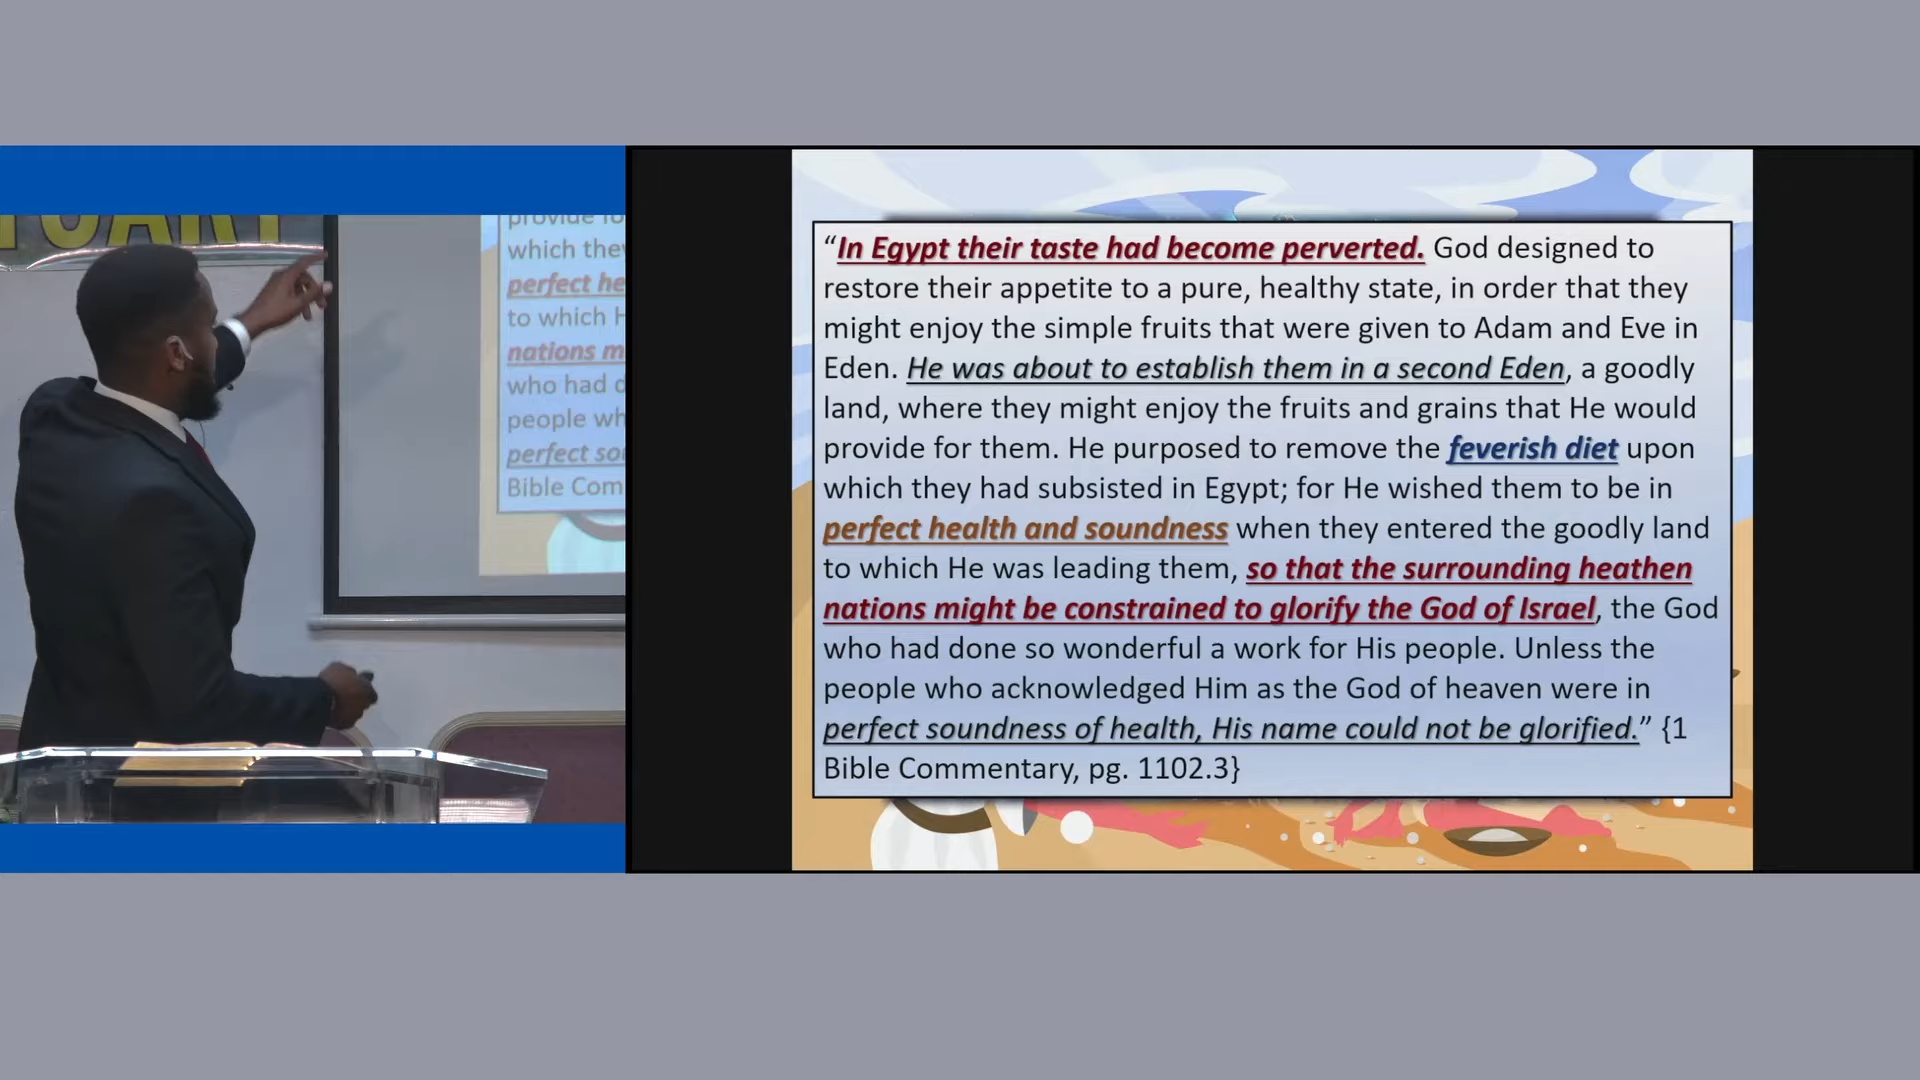 TUARY
provide fo
which they
perfect he
to which H
nations m
who had d
people wh
perfect so
Bible Com
“In Egypt their taste had become perverted. God designed to
restore their appetite to a pure, healthy state, in order that they
might enjoy the simple fruits that were given to Adam and Eve in
Eden. He was about to establish them in a second Eden, a goodly
land, where they might enjoy the fruits and grains that He would
provide for them. He purposed to remove the feverish diet upon
which they had subsisted in Egypt; for He wished them to be in
perfect health and soundness when they entered the goodly land
to which He was leading them, so that the surrounding heathen
nations might be constrained to glorify the God of Israel, the God
who had done so wonderful a work for His people. Unless the
people who acknowledged Him as the God of heaven were in
perfect soundness of health, His name could not be glorified.” {1
Bible Commentary, pg. 1102.3}